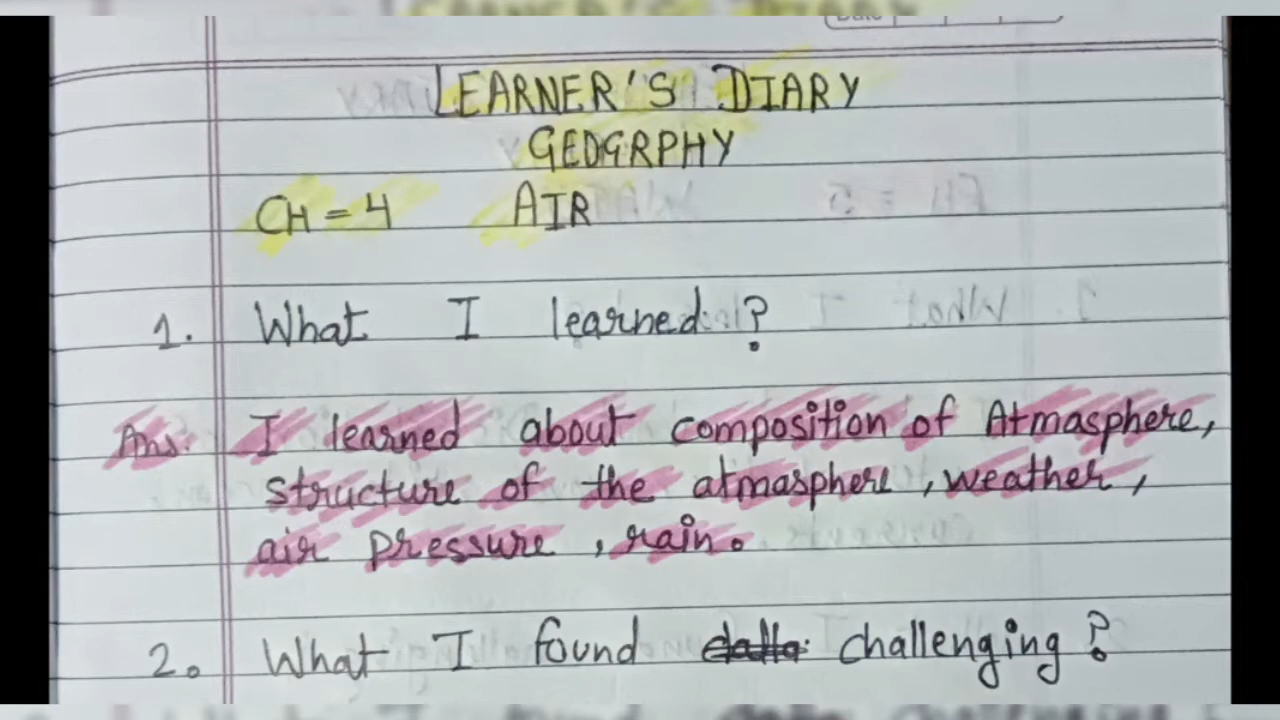 LEARNER'S DIARY
GEOGRPHY
CH = 4 AIR
1. What I learned ?
Ans. I learned about composition of Atmasphere,
structure of the atmasphere, weather,
air pressure, rain.
2. What I found challenging ?